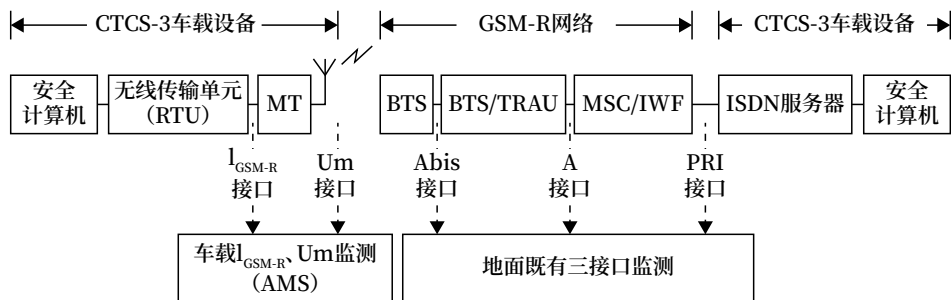 CTCS-3车载设备
GSM-R网络
CTCS-3车载设备
安全
计算机
无线传输单元
（RTU）
MT
BTS
BTS/TRAU
MSC/IWF
ISDN服务器
安全
计算机
l_GSM-R
接口
Um
接口
Abis
接口
A
接口
PRI
接口
车载l_GSM-R、Um监测
（AMS）
地面既有三接口监测